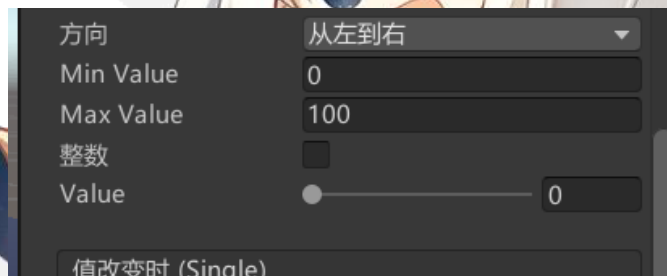 方向 从左到右
Min Value 0
Max Value 100
整数
Value 0
值改变时 (Single)